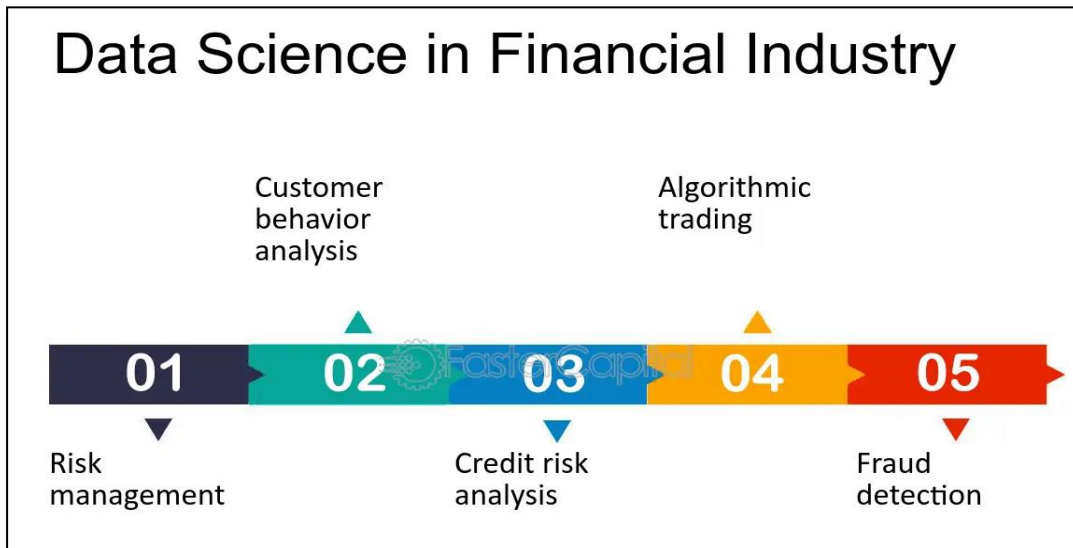 Data Science in Financial Industry
Customer
behavior
analysis
Algorithmic
trading
01
02
03
04
05
FasterCapital
Risk
management
Credit risk
analysis
Fraud
detection